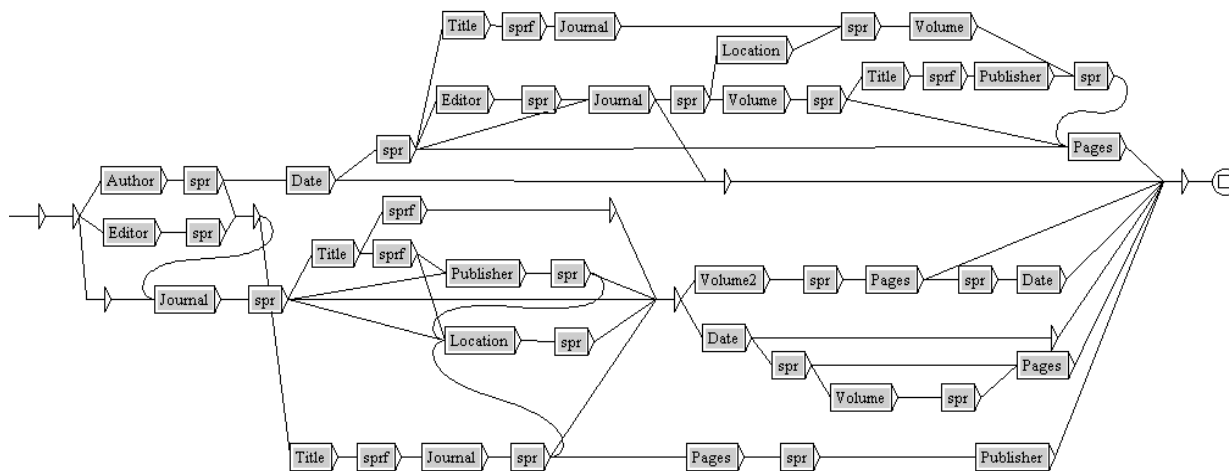 Title sprf Journal spr Volume
Location
Title sprf Publisher spr
Editor spr Journal spr Volume spr
spr Pages
Author spr Date
sprf
Editor spr
Title sprf
Publisher spr Volume2 spr Pages spr Date
Journal spr
Location spr Date
spr Pages
Volume spr
Title sprf Journal spr Pages spr Publisher